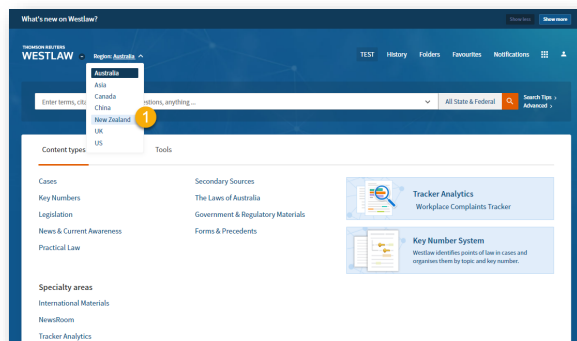 What's new on Westlaw?
Show less
Show more
THOMSON REUTERS
WESTLAW
Region: Australia
TEST
History
Folders
Favourites
Notifications
Australia
Asia
Canada
China
New Zealand
UK
US
1
Enter terms, cita
stions, anything ...
All State & Federal
Search Tips
Advanced
Content types
Tools
Cases
Key Numbers
Legislation
News & Current Awareness
Practical Law
Secondary Sources
The Laws of Australia
Government & Regulatory Materials
Forms & Precedents
Tracker Analytics
Workplace Complaints Tracker
Key Number System
Westlaw identifies points of law in cases and
organises them by topic and key number.
Specialty areas
International Materials
NewsRoom
Tracker Analytics